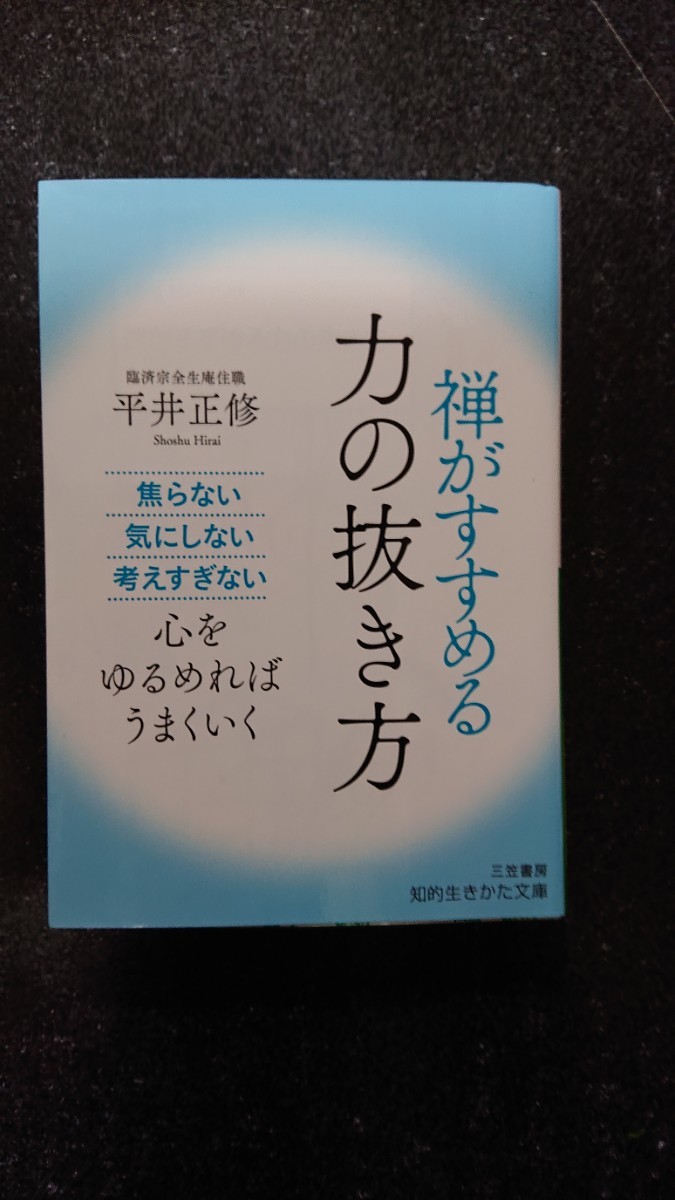 禅がすすめる
力の抜き方
臨済宗全生庵住職
平井正修
Shoshu Hirai
焦らない
気にしない
考えすぎない
心を
ゆるめれば
うまくいく
三笠書房
知的生きかた文庫